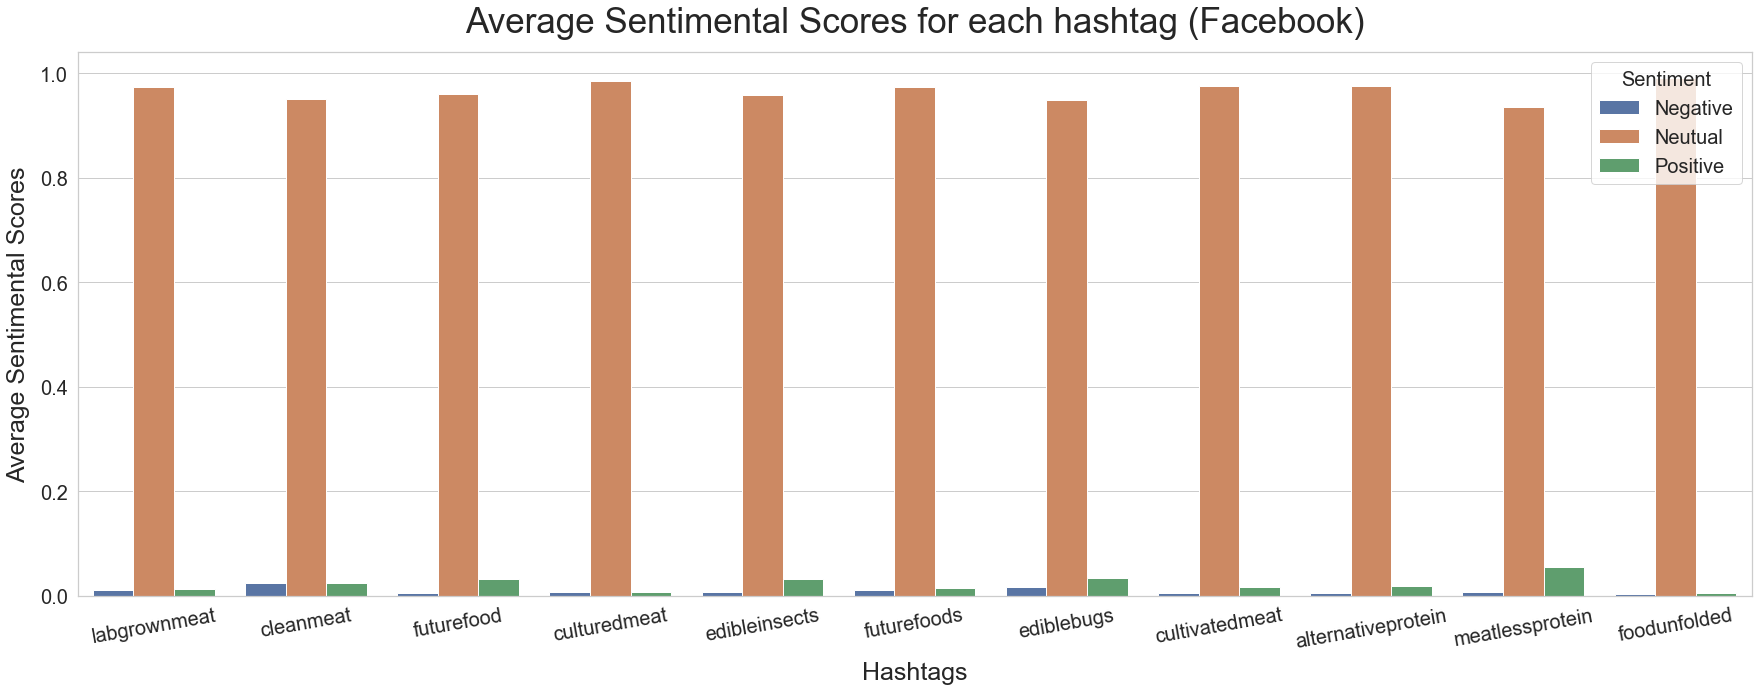 Average Sentimental Scores for each hashtag (Facebook)
Average Sentimental Scores
1.0
0.8
0.6
0.4
0.2
0.0
Sentiment
Negative
Neutual
Positive
labgrownmeat
cleanmeat
futurefood
culturedmeat
edibleinsects
futurefoods
ediblebugs
cultivatedmeat
alternativeprotein
meatlessprotein
foodunfolded
Hashtags